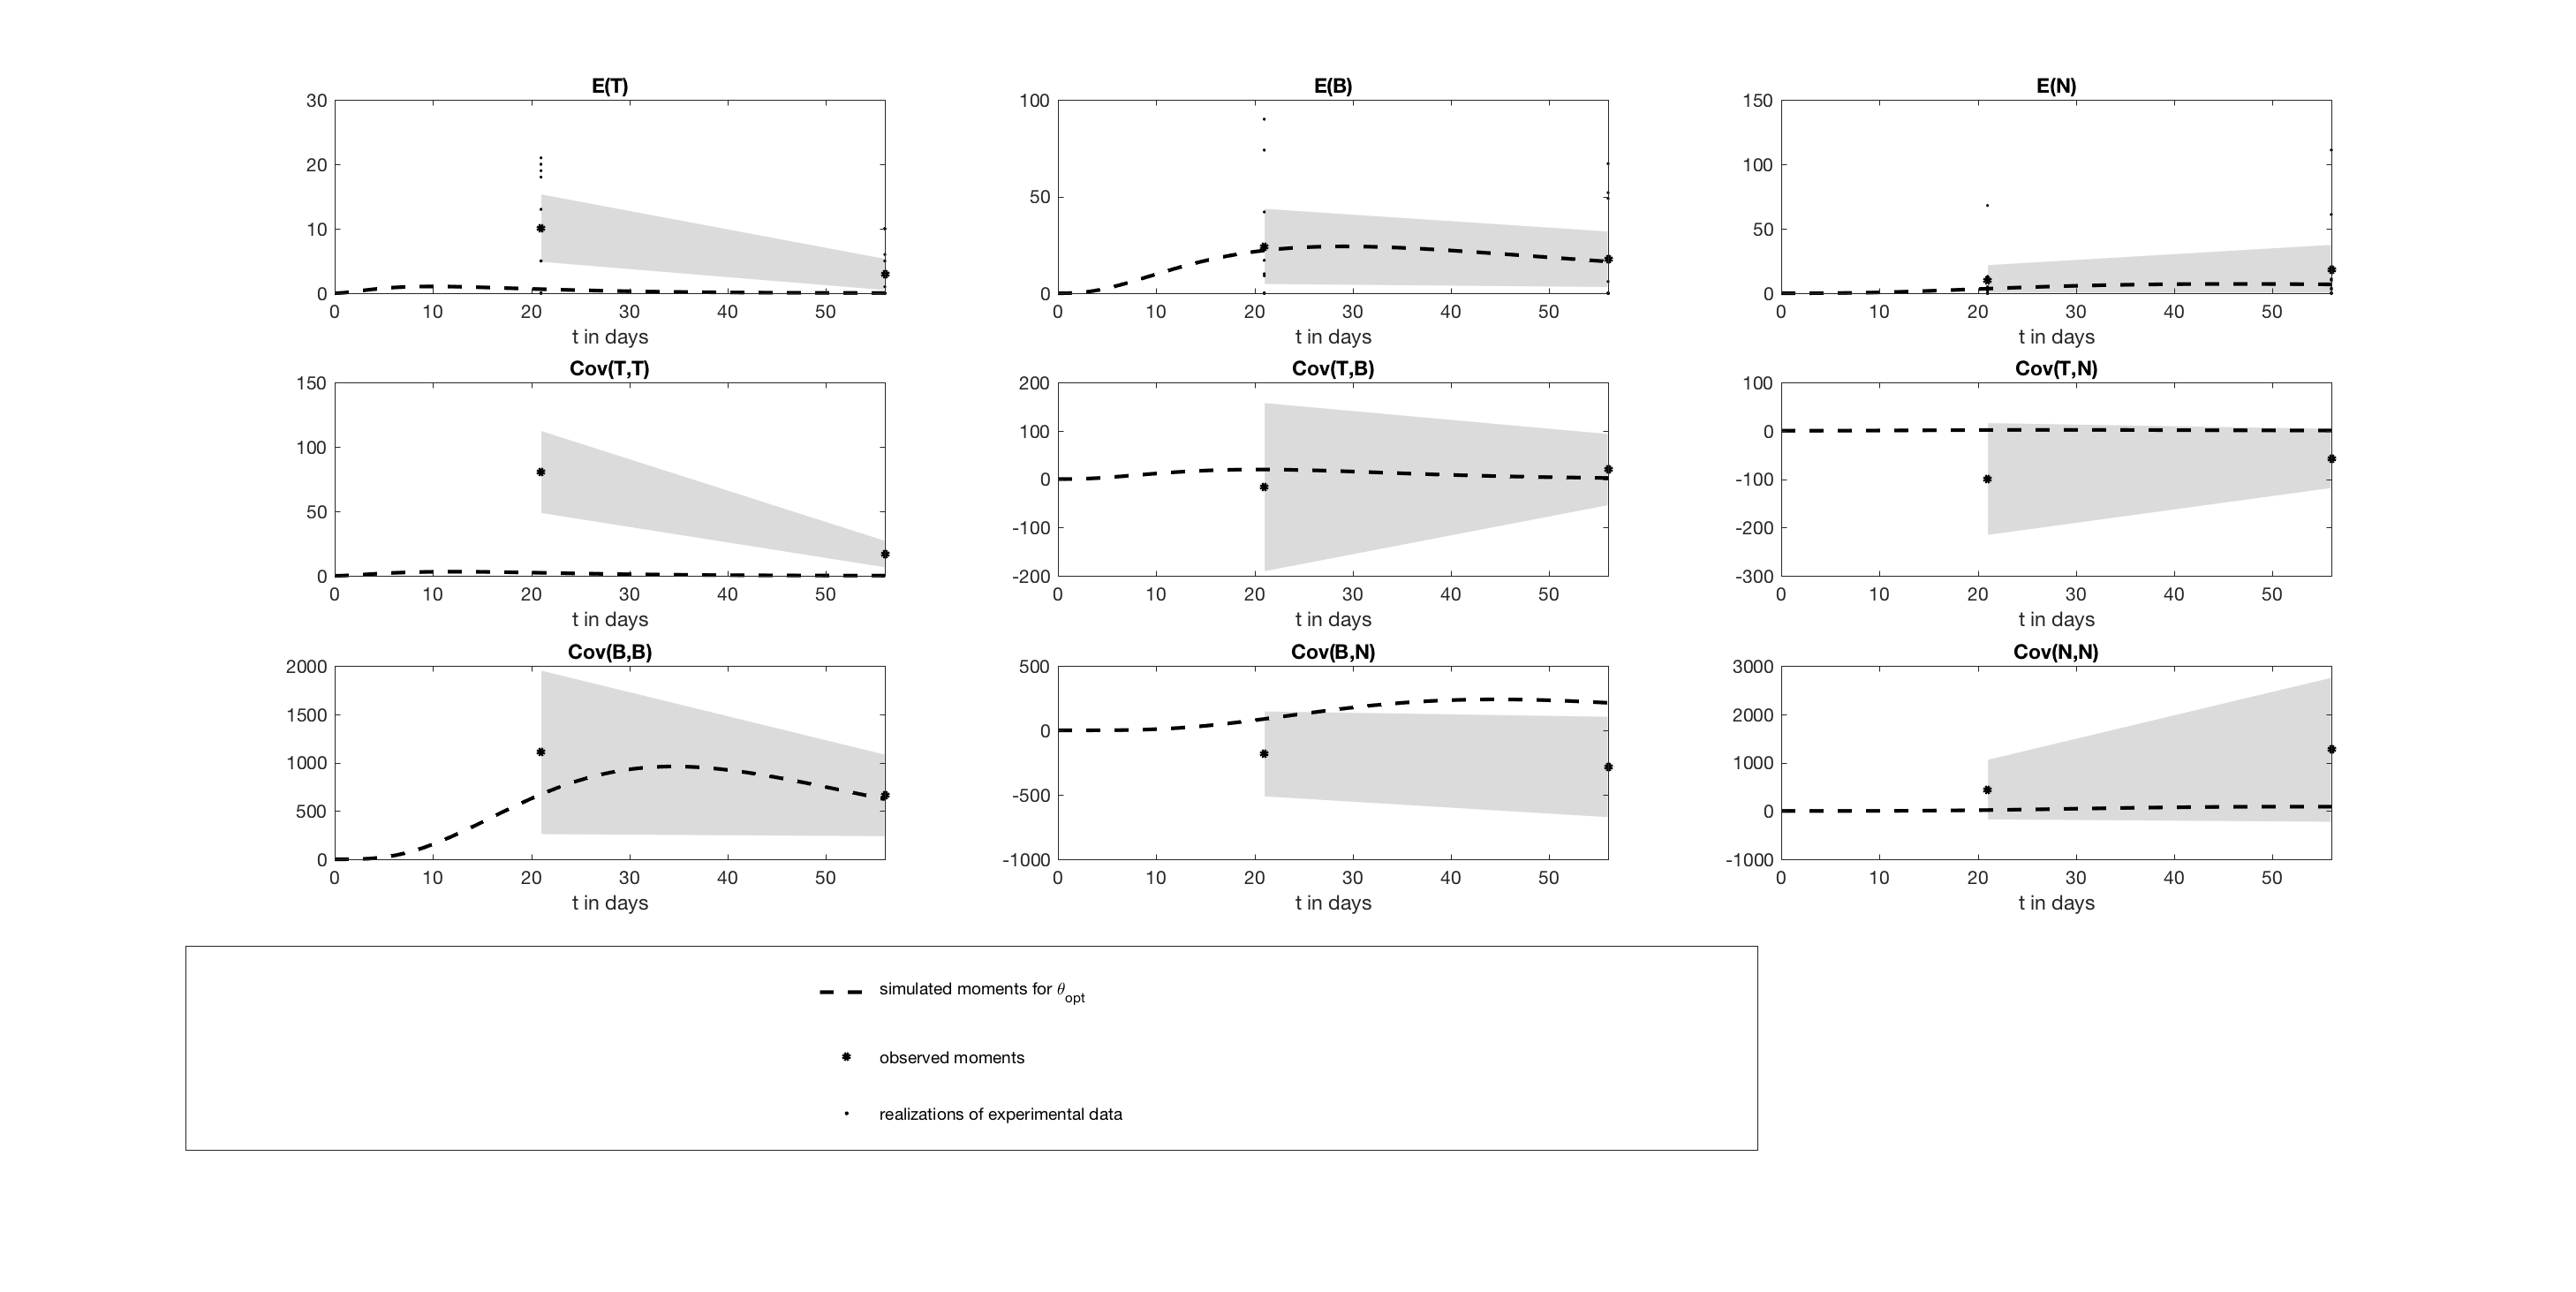 E(T)
30
20
10
0
0 10 20 30 40 50
t in days
E(B)
100
50
0
0 10 20 30 40 50
t in days
E(N)
150
100
50
0
0 10 20 30 40 50
t in days
Cov(T,T)
150
100
50
0
0 10 20 30 40 50
t in days
Cov(T,B)
200
100
0
-100
-200
0 10 20 30 40 50
t in days
Cov(T,N)
100
0
-100
-200
-300
0 10 20 30 40 50
t in days
Cov(B,B)
2000
1500
1000
500
0
0 10 20 30 40 50
t in days
Cov(B,N)
500
0
-500
-1000
0 10 20 30 40 50
t in days
Cov(N,N)
3000
2000
1000
0
-1000
0 10 20 30 40 50
t in days
simulated moments for θ opt
observed moments
realizations of experimental data